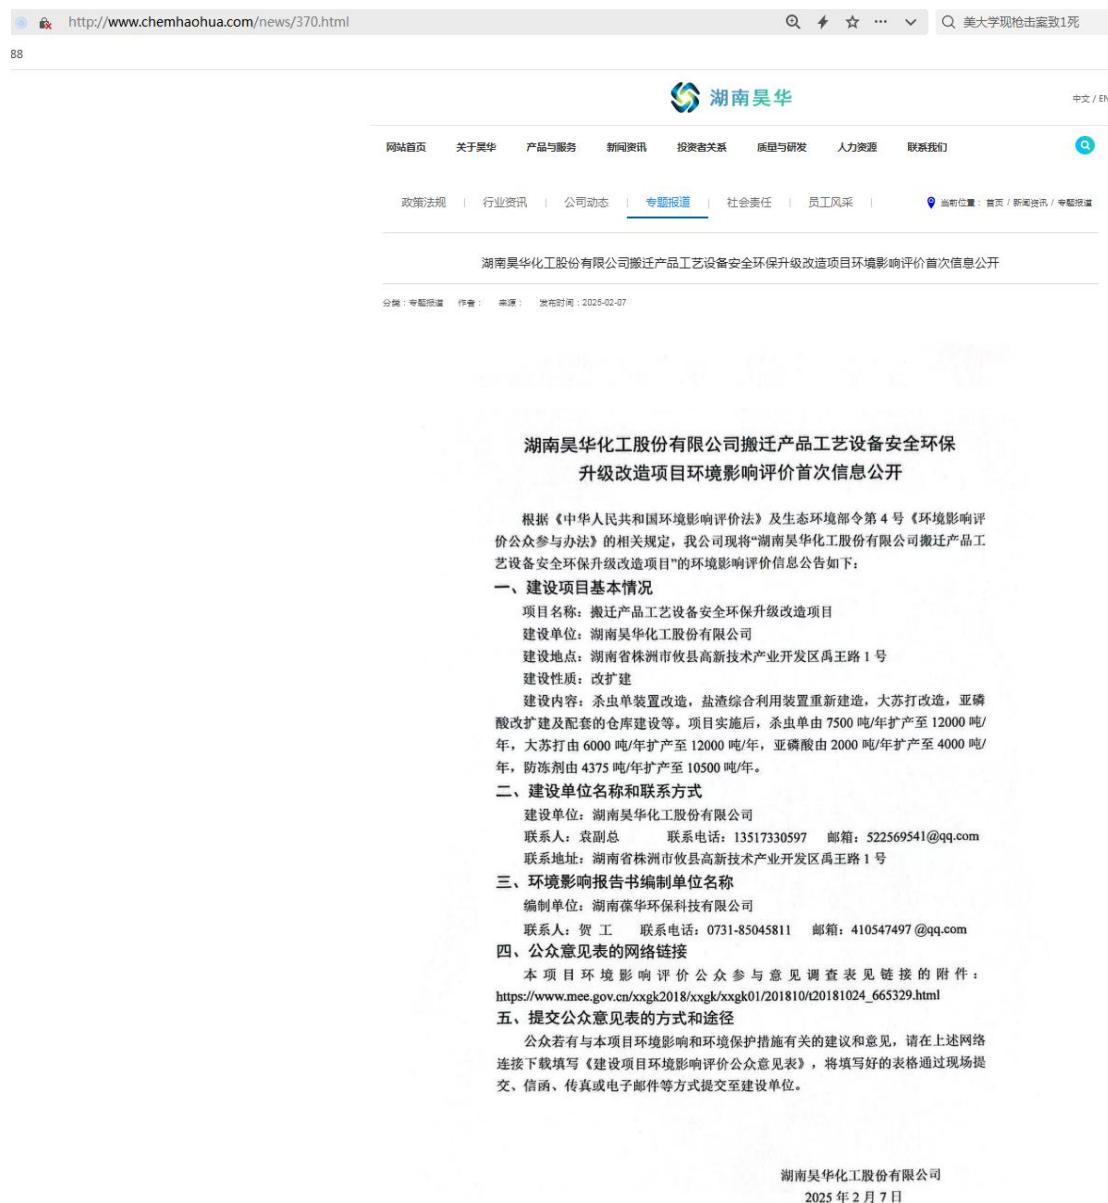 http://www.chemhaohua.com/news/370.html
美大学现枪击案致1死
88
湖南昊华
中文 / EN
网站首页 关于昊华 产品与服务 新闻资讯 投资者关系 质量与研发 人力资源 联系我们
政策法规 | 行业资讯 | 公司动态 | 专题报道 | 社会责任 | 员工风采 | 当前位置： 首页 / 新闻资讯 / 专题报道
湖南昊华化工股份有限公司搬迁产品工艺设备安全环保升级改造项目环境影响评价首次信息公开
分类：专题报道 作者： 来源： 发布时间：2025-02-07
湖南昊华化工股份有限公司搬迁产品工艺设备安全环保
升级改造项目环境影响评价首次信息公开
根据《中华人民共和国环境影响评价法》及生态环境部令第 4 号《环境影响评
价公众参与办法》的相关规定，我公司现将“湖南昊华化工股份有限公司搬迁产品工
艺设备安全环保升级改造项目”的环境影响评价信息公告如下：
一、建设项目基本情况
项目名称：搬迁产品工艺设备安全环保升级改造项目
建设单位：湖南昊华化工股份有限公司
建设地点：湖南省株洲市攸县高新技术产业开发区禹王路 1 号
建设性质：改扩建
建设内容：杀虫单装置改造，盐渣综合利用装置重新建造，大苏打改造，亚磷
酸改扩建及配套的仓库建设等。项目实施后，杀虫单由 7500 吨/年扩产至 12000 吨/
年，大苏打由 6000 吨/年扩产至 12000 吨/年，亚磷酸由 2000 吨/年扩产至 4000 吨/
年，防冻剂由 4375 吨/年扩产至 10500 吨/年。
二、建设单位名称和联系方式
建设单位：湖南昊华化工股份有限公司
联系人：袁副总 联系电话：13517330597 邮箱：522569541@qq.com
联系地址：湖南省株洲市攸县高新技术产业开发区禹王路 1 号
三、环境影响报告书编制单位名称
编制单位：湖南葆华环保科技有限公司
联系人：贺 工 联系电话：0731-85045811 邮箱：410547497 @qq.com
四、公众意见表的网络链接
本项目环境影响评价公众参与意见调查表见链接的附件：
https://www.mee.gov.cn/xxgk2018/xxgk/xxgk01/201810/t20181024_665329.html
五、提交公众意见表的方式和途径
公众若有与本项目环境影响和环境保护措施有关的建议和意见，请在上述网络
连接下载填写《建设项目环境影响评价公众意见表》，将填写好的表格通过现场提
交、信函、传真或电子邮件等方式提交至建设单位。
湖南昊华化工股份有限公司
2025 年 2 月 7 日